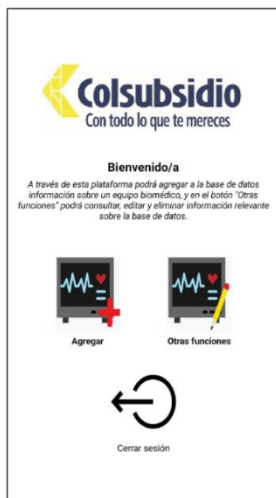 Colsubsidio
Con todo lo que te mereces
Bienvenido/a
A través de esta plataforma podrá agregar a la base de datos
información sobre un equipo biomédico, y en el botón "Otras
funciones" podrá consultar, editar y eliminar información relevante
sobre la base de datos.
Agregar
Otras funciones
Cerrar sesión